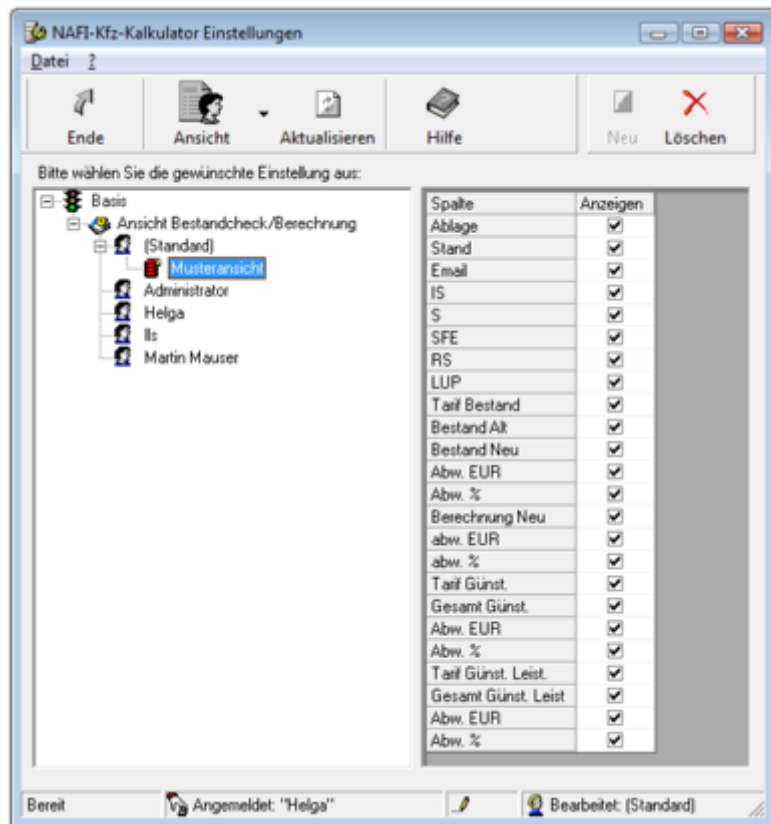 NAFI-Kfz-Kalkulator Einstellungen
Datei ?
Ende Ansicht Aktualisieren Hilfe Neu Löschen
Bitte wählen Sie die gewünschte Einstellung aus:
Basis
Ansicht Bestandcheck/Berechnung
(Standard)
Musteransicht
Administrator
Helga
Ils
Martin Mauser
Spalte Anzeigen
Ablage
Stand
Email
IS
S
SFE
RS
LUP
Tarif Bestand
Bestand Alt
Bestand Neu
Abw. EUR
Abw. %
Berechnung Neu
abw. EUR
abw. %
Tarif Günst.
Gesamt Günst.
Abw. EUR
Abw. %
Tarif Günst. Leist.
Gesamt Günst. Leist
Abw. EUR
Abw. %
Bereit Angemeldet: "Helga" Bearbeitet: (Standard)